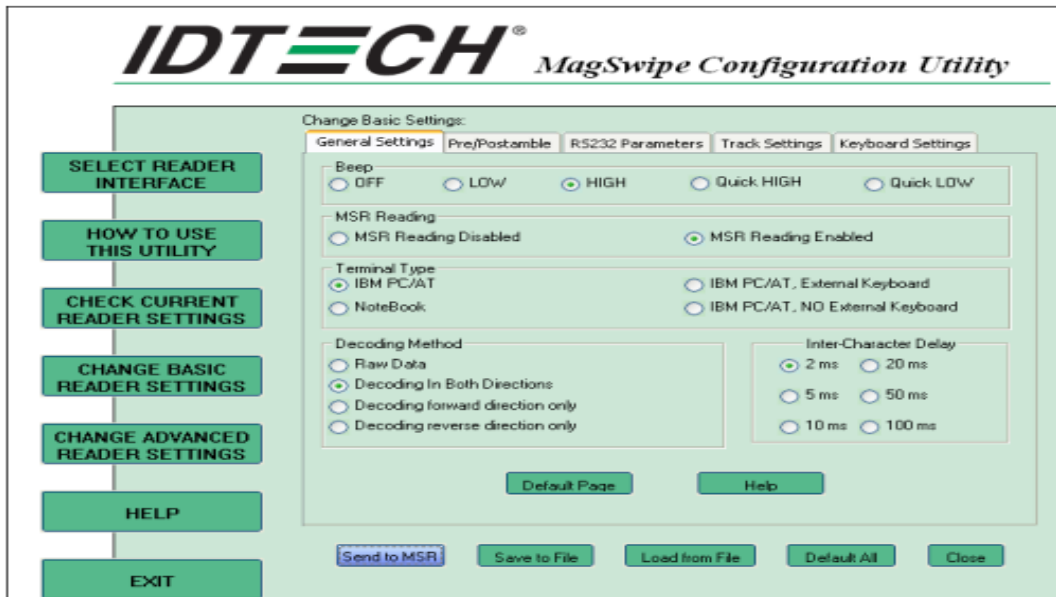 IDTECH®
MagSwipe Configuration Utility
Change Basic Settings:
General Settings Pre/Postamble RS232 Parameters Track Settings Keyboard Settings
SELECT READER
INTERFACE
HOW TO USE
THIS UTILITY
CHECK CURRENT
READER SETTINGS
CHANGE BASIC
READER SETTINGS
CHANGE ADVANCED
READER SETTINGS
HELP
EXIT
Beep
OFF LOW HIGH Quick HIGH Quick LOW
MSR Reading
MSR Reading Disabled MSR Reading Enabled
Terminal Type
IBM PC/AT IBM PC/AT, External Keyboard
NoteBook IBM PC/AT, NO External Keyboard
Decoding Method
Raw Data
Decoding In Both Directions
Decoding forward direction only
Decoding reverse direction only
Inter-Character Delay
2 ms 20 ms
5 ms 50 ms
10 ms 100 ms
Default Page Help
Send to MSR Save to File Load from File Default All Close